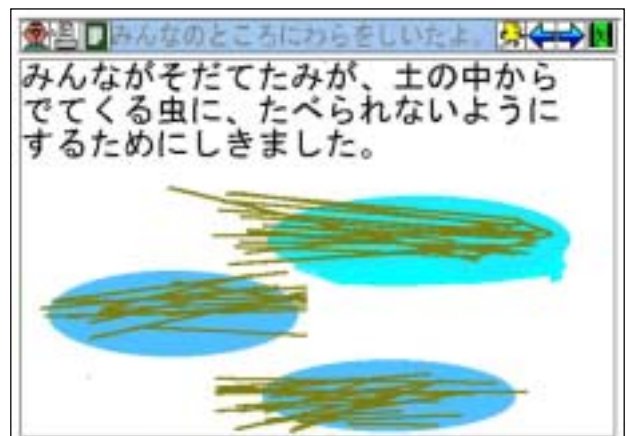 みんなのところにわらをしいたよ。
みんながそだてたみが、土の中から
でてくる虫に、たべられないように
するためにしきました。